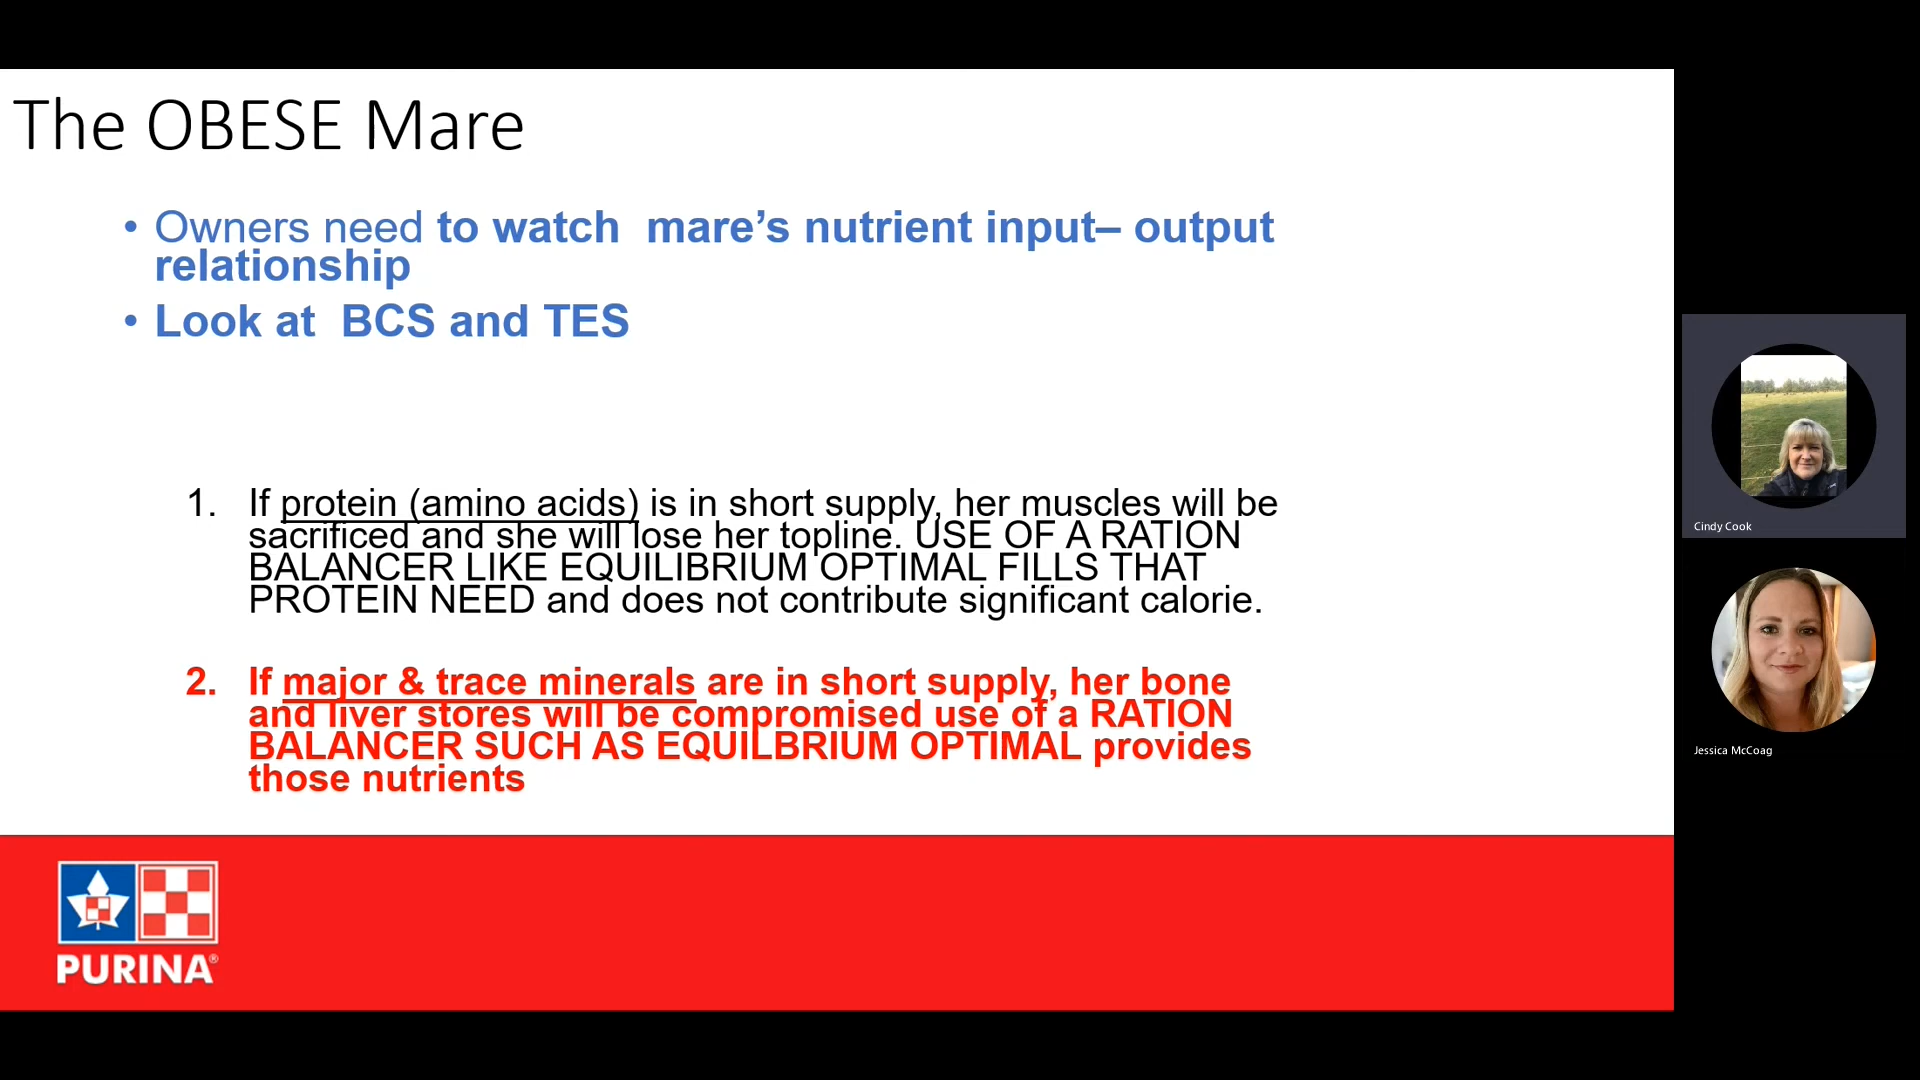 The OBESE Mare
• Owners need to watch  mare's nutrient input– output
relationship
• Look at  BCS and TES
1. If protein (amino acids) is in short supply, her muscles will be
sacrificed and she will lose her topline. USE OF A RATION
BALANCER LIKE EQUILIBRIUM OPTIMAL FILLS THAT
PROTEIN NEED and does not contribute significant calorie.
2. If major & trace minerals are in short supply, her bone
and liver stores will be compromised use of a RATION
BALANCER SUCH AS EQUILBRIUM OPTIMAL provides
those nutrients
PURINA®
Cindy Cook
Jessica McCoag